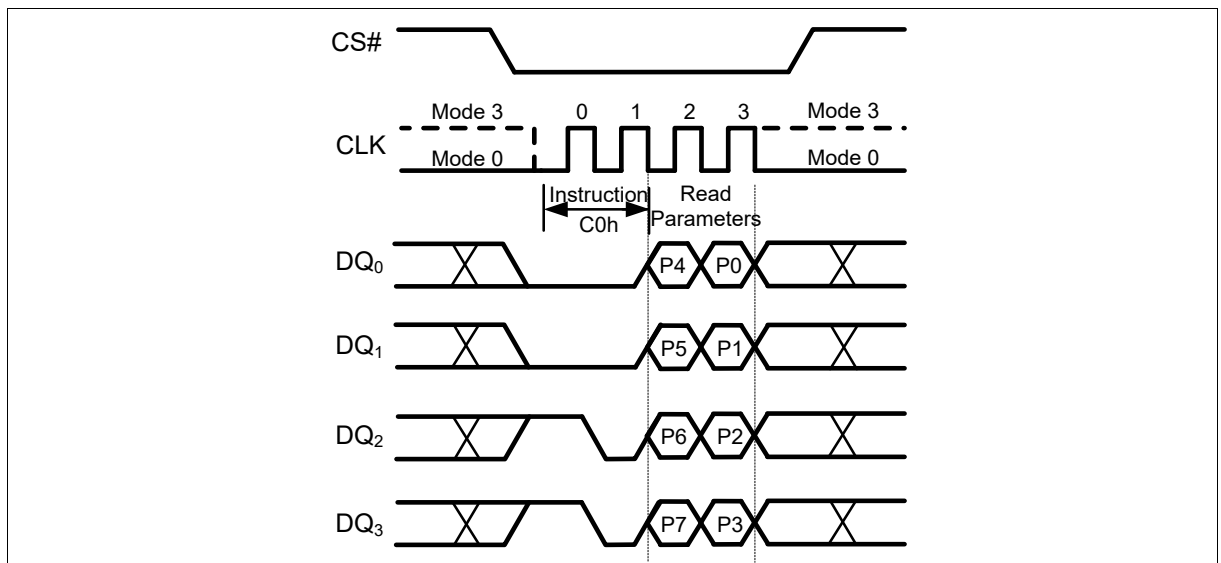 CS#
Mode 3 0 1 2 3 Mode 3
CLK
Mode 0 Mode 0
Instruction Read
C0h Parameters
DQ0 P4 P0
DQ1 P5 P1
DQ2 P6 P2
DQ3 P7 P3